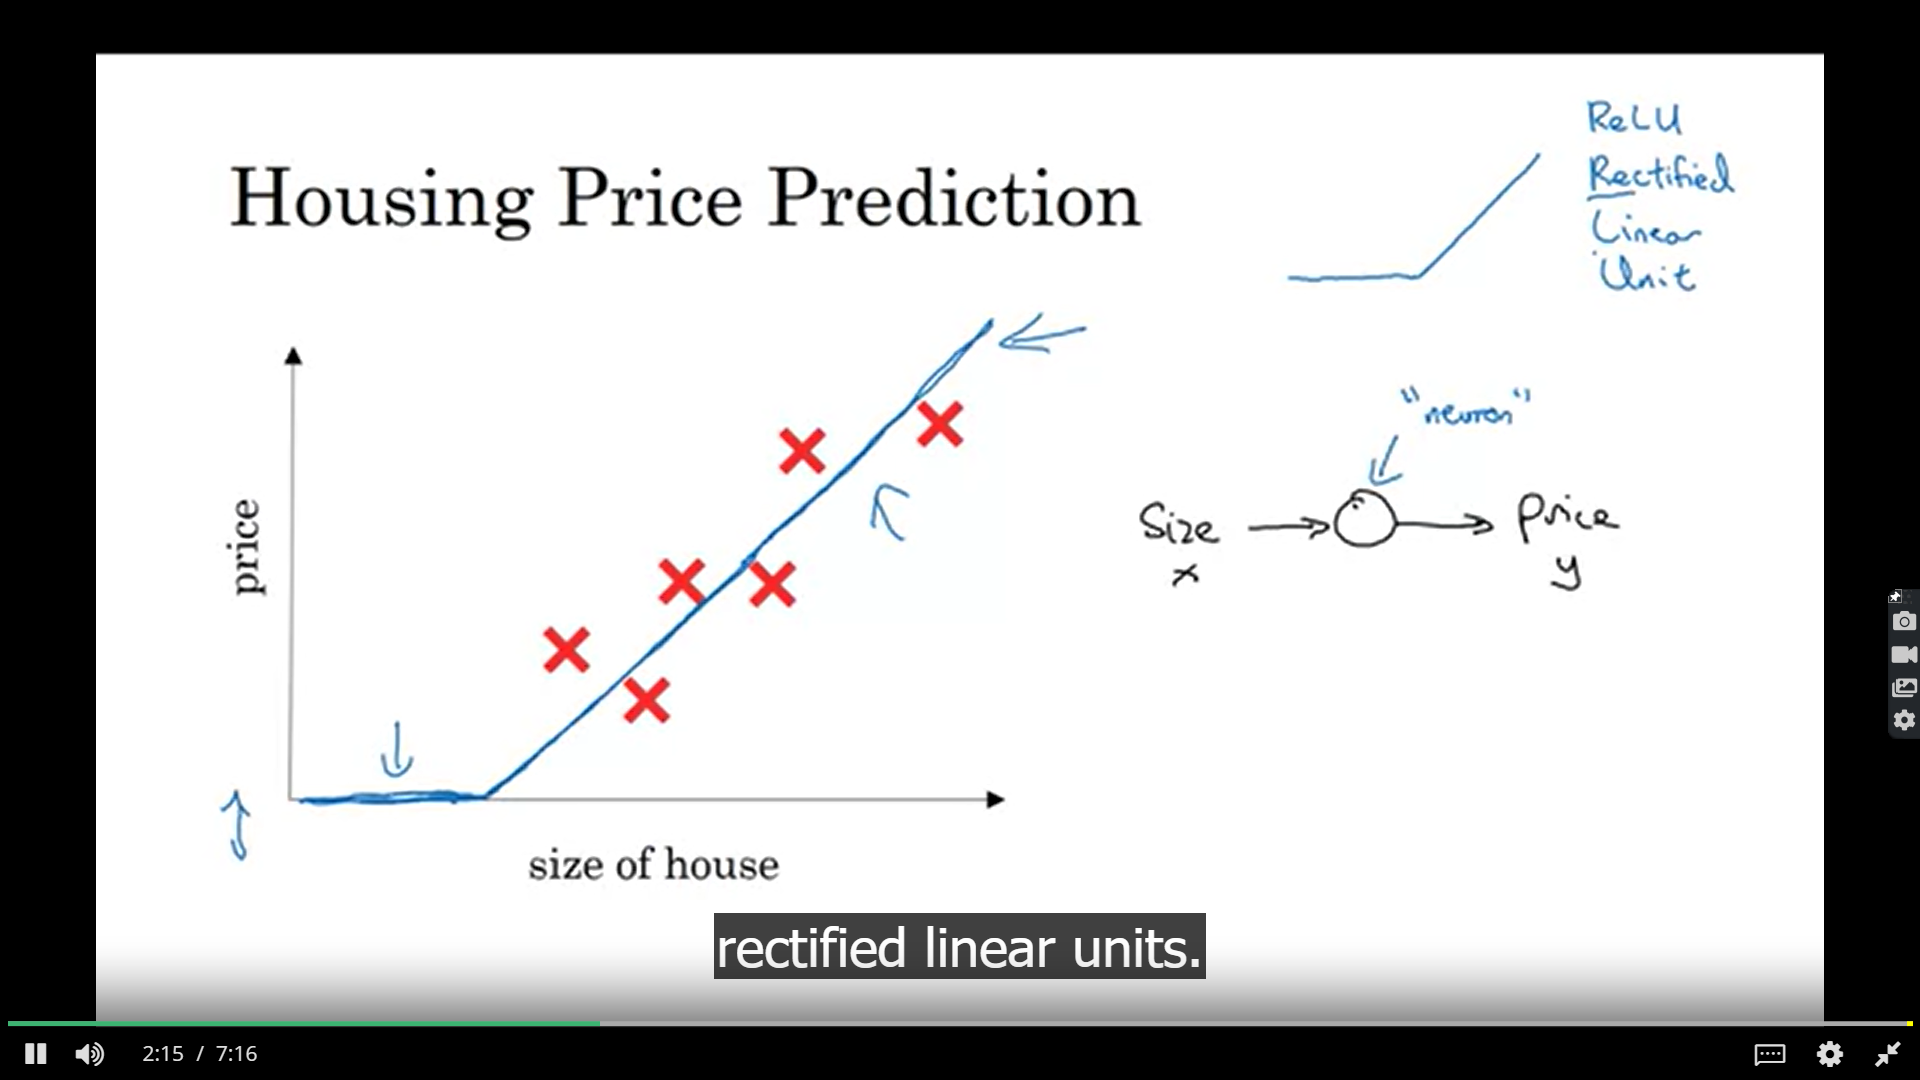 ReLU
Rectified
Linear
Unit
Housing Price Prediction
"neuron"
Size
x
Price
y
price
size of house
rectified linear units.
2:15 / 7:16